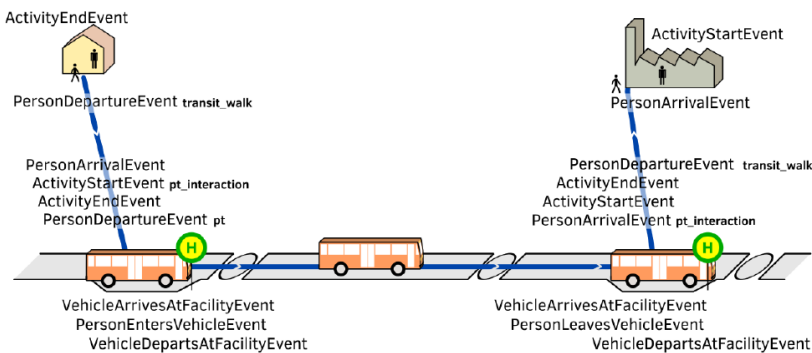 ActivityEndEvent
PersonDepartureEvent transit_walk
PersonArrivalEvent
ActivityStartEvent pt_interaction
ActivityEndEvent
PersonDepartureEvent pt
H
VehicleArrivesAtFacilityEvent
PersonEntersVehicleEvent
VehicleDepartsAtFacilityEvent
ActivityStartEvent
PersonArrivalEvent
PersonDepartureEvent transit_walk
ActivityEndEvent
ActivityStartEvent
PersonArrivalEvent pt_interaction
H
VehicleArrivesAtFacilityEvent
PersonLeavesVehicleEvent
VehicleDepartsAtFacilityEvent